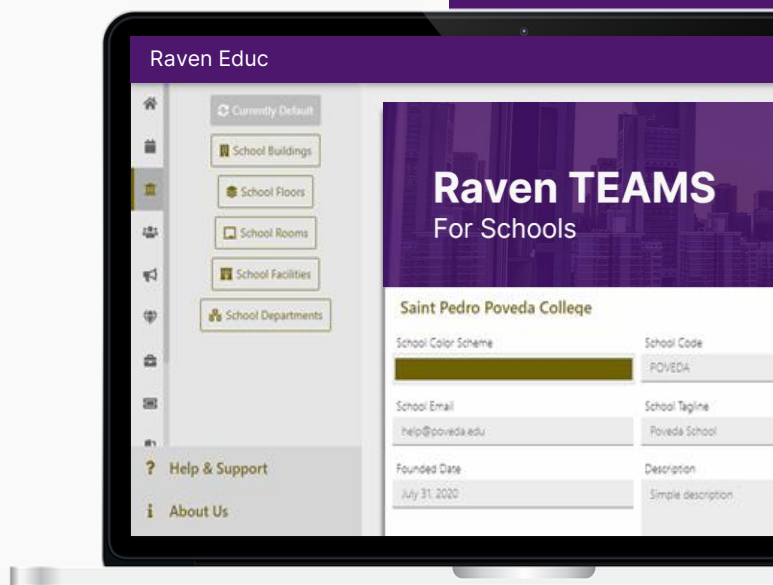 Raven Educ
Currently Default
School Buildings
School Floors
School Rooms
School Facilities
School Departments
? Help & Support
i About Us
Raven TEAMS
For Schools
Saint Pedro Poveda College
School Color Scheme
School Code
POVEDA
School Email
School Tagline
help@poveda.edu
Poveda School
Founded Date
Description
July 31, 2020
Simple description